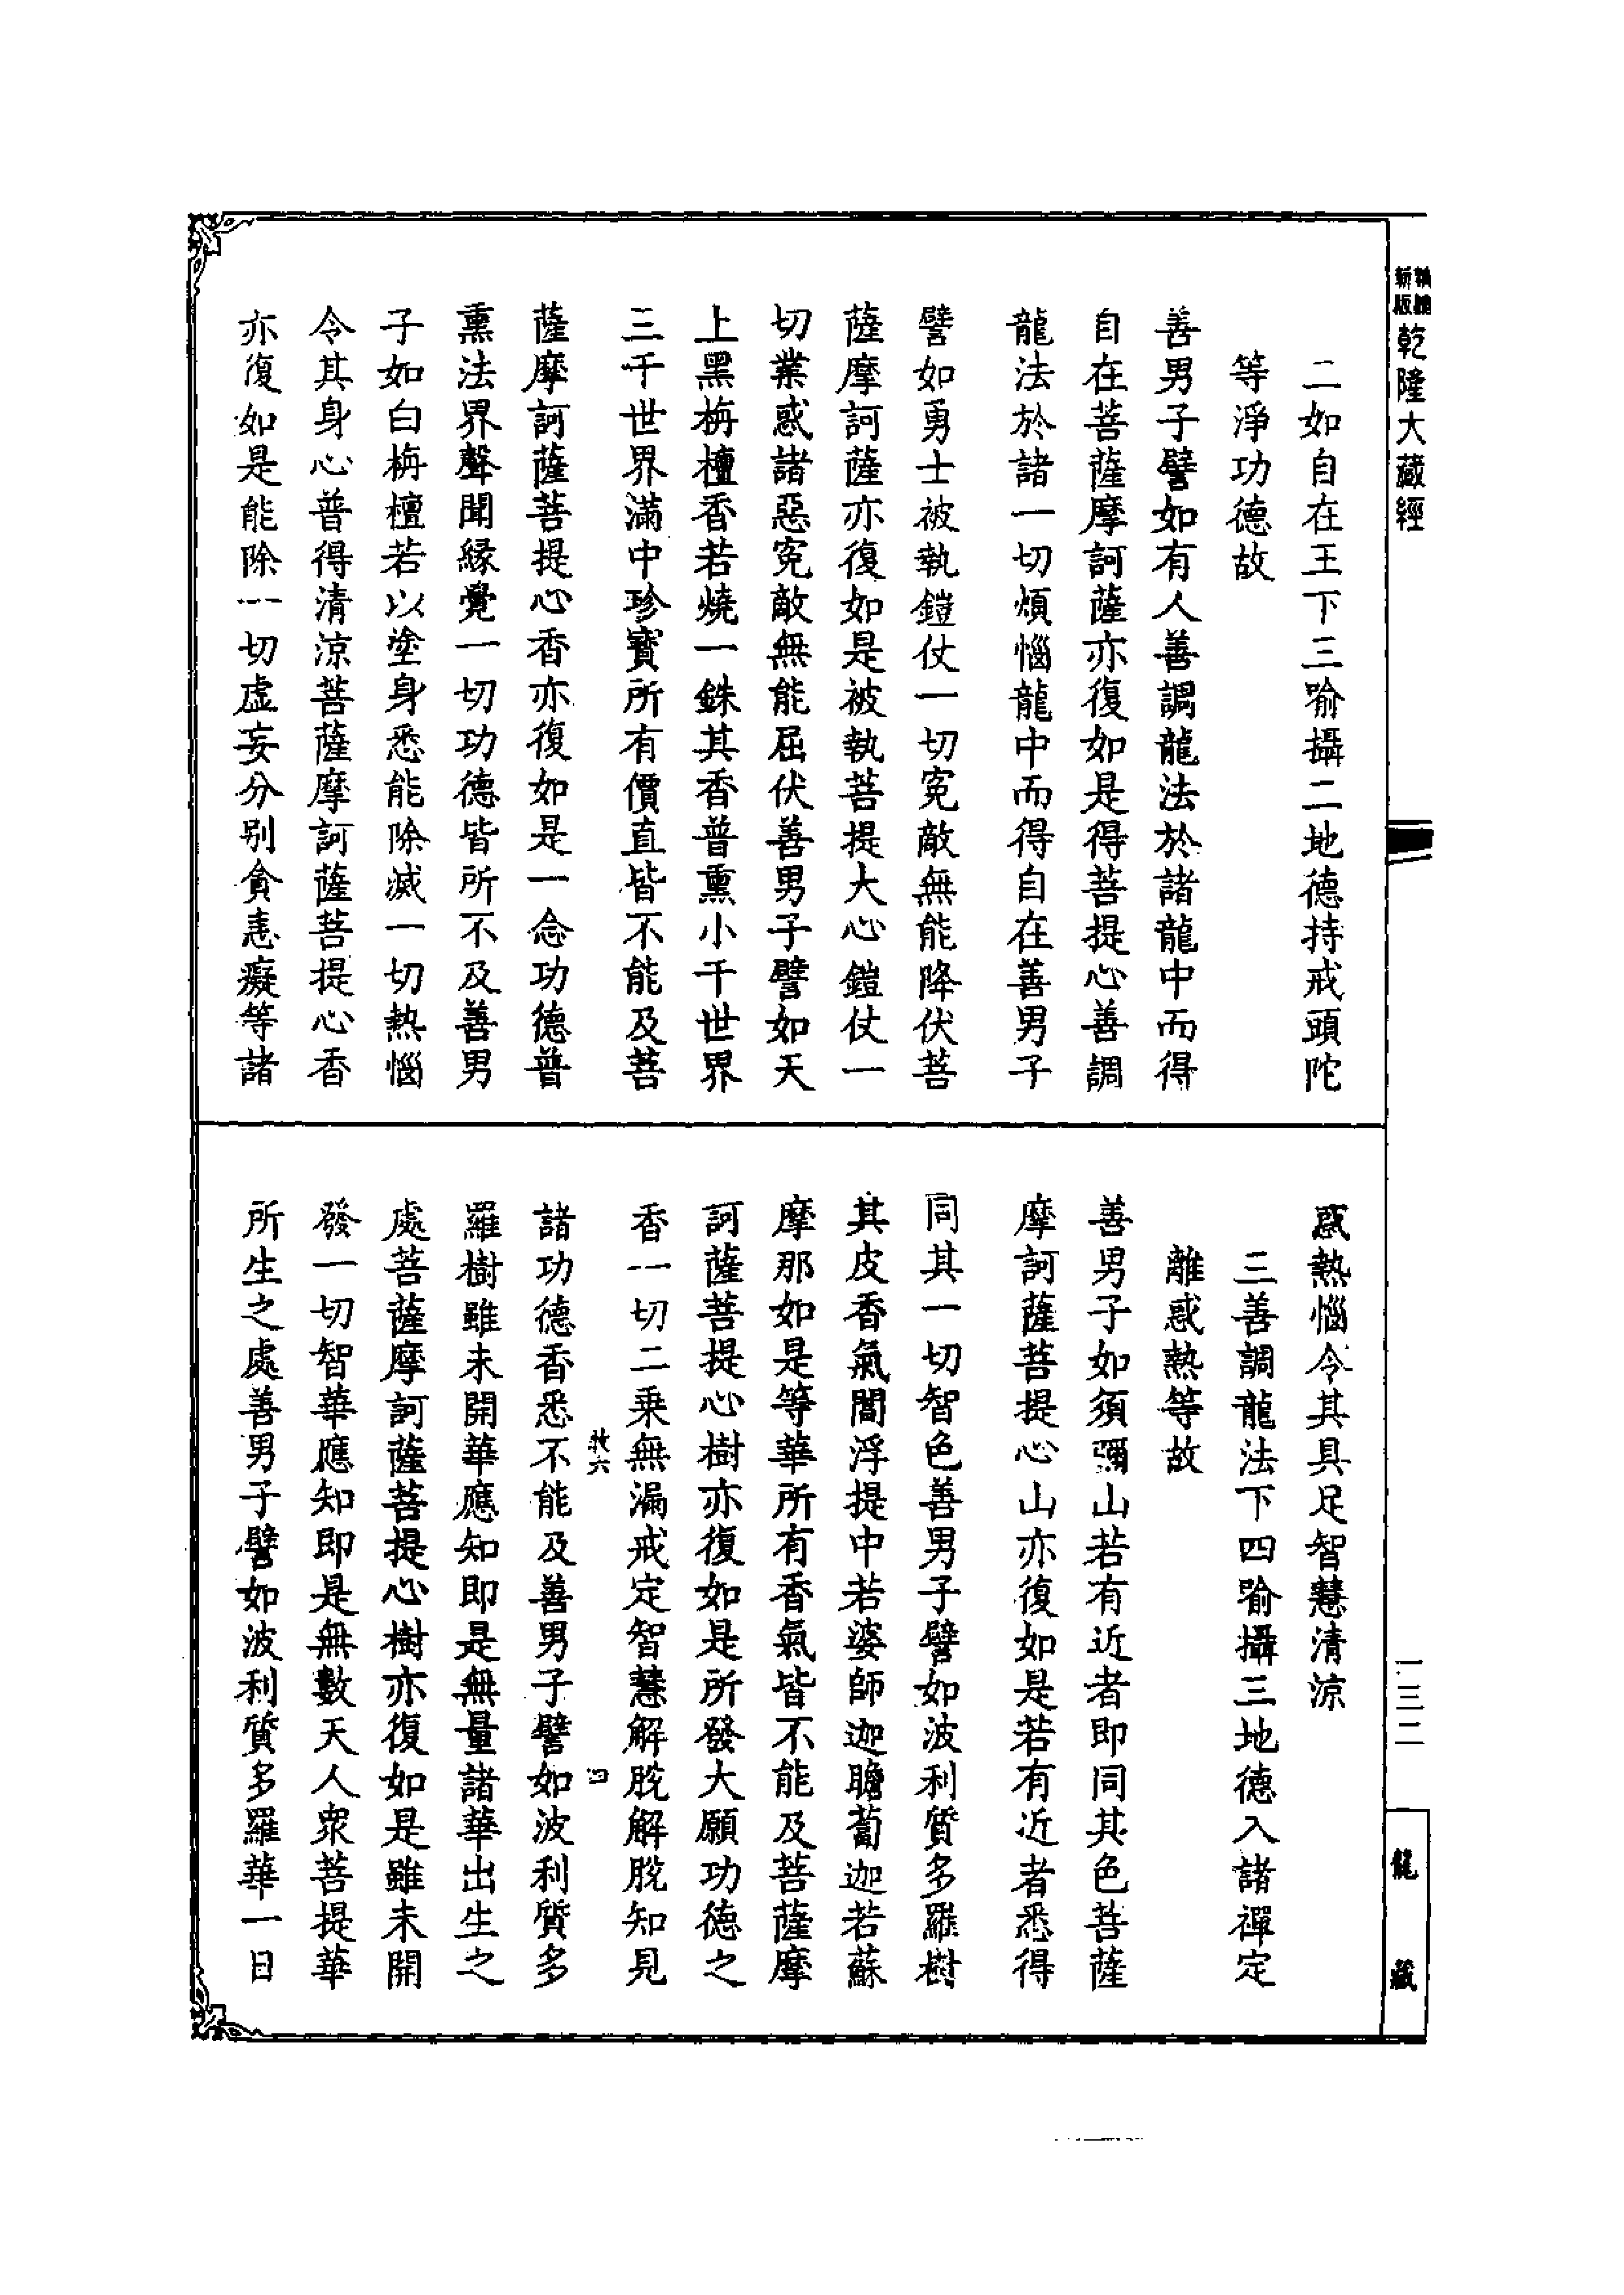 新版
乾隆大藏經
二如自在王下三喻攝二地德持戒頭陀
等淨功德故
善男子譬如有人善調龍法於諸龍中而得
自在菩薩摩訶薩亦復如是得菩提心善調
龍法於諸一切煩惱龍中而得自在善男子
譬如勇士被執鎧仗一切寃敵無能降伏菩
薩摩訶薩亦復如是被執菩提大心鎧仗一
切業惑諸惡寃敵無能屈伏善男子譬如天
上黑栴檀香若燒一銖其香普熏小千世界
三千世界滿中珍寶所有價直皆不能及菩
薩摩訶薩菩提心香亦復如是一念功德普
熏法界聲聞緣覺一切功德皆所不及善男
子如白栴檀若以塗身悉能除滅一切熱惱
令其身心普得清涼菩薩摩訶薩菩提心香
亦復如是能除一切虛妄分別貪恚癡等諸
惑熱惱令其具足智慧清涼
三善調龍法下四喻攝三地德入諸禪定
離惑熱等故
善男子如須彌山若有近者即同其色菩薩
摩訶薩菩提心山亦復如是若有近者悉得
同其一切智色善男子譬如波利質多羅樹
其皮香氣閻浮提中若婆師迦瞻蔔迦若蘇
摩那如是等華所有香氣皆不能及菩薩摩
訶薩菩提心樹亦復如是所發大願功德之
香一切二乘無漏戒定智慧解脫解脫知見
牧六
四
諸功德香悉不能及善男子譬如波利質多
羅樹雖未開華應知即是無量諸華出生之
處菩薩摩訶薩菩提心樹亦復如是雖未開
發一切智華應知即是無數天人衆菩提華
所生之處善男子譬如波利質多羅華一日
一三二
龍藏